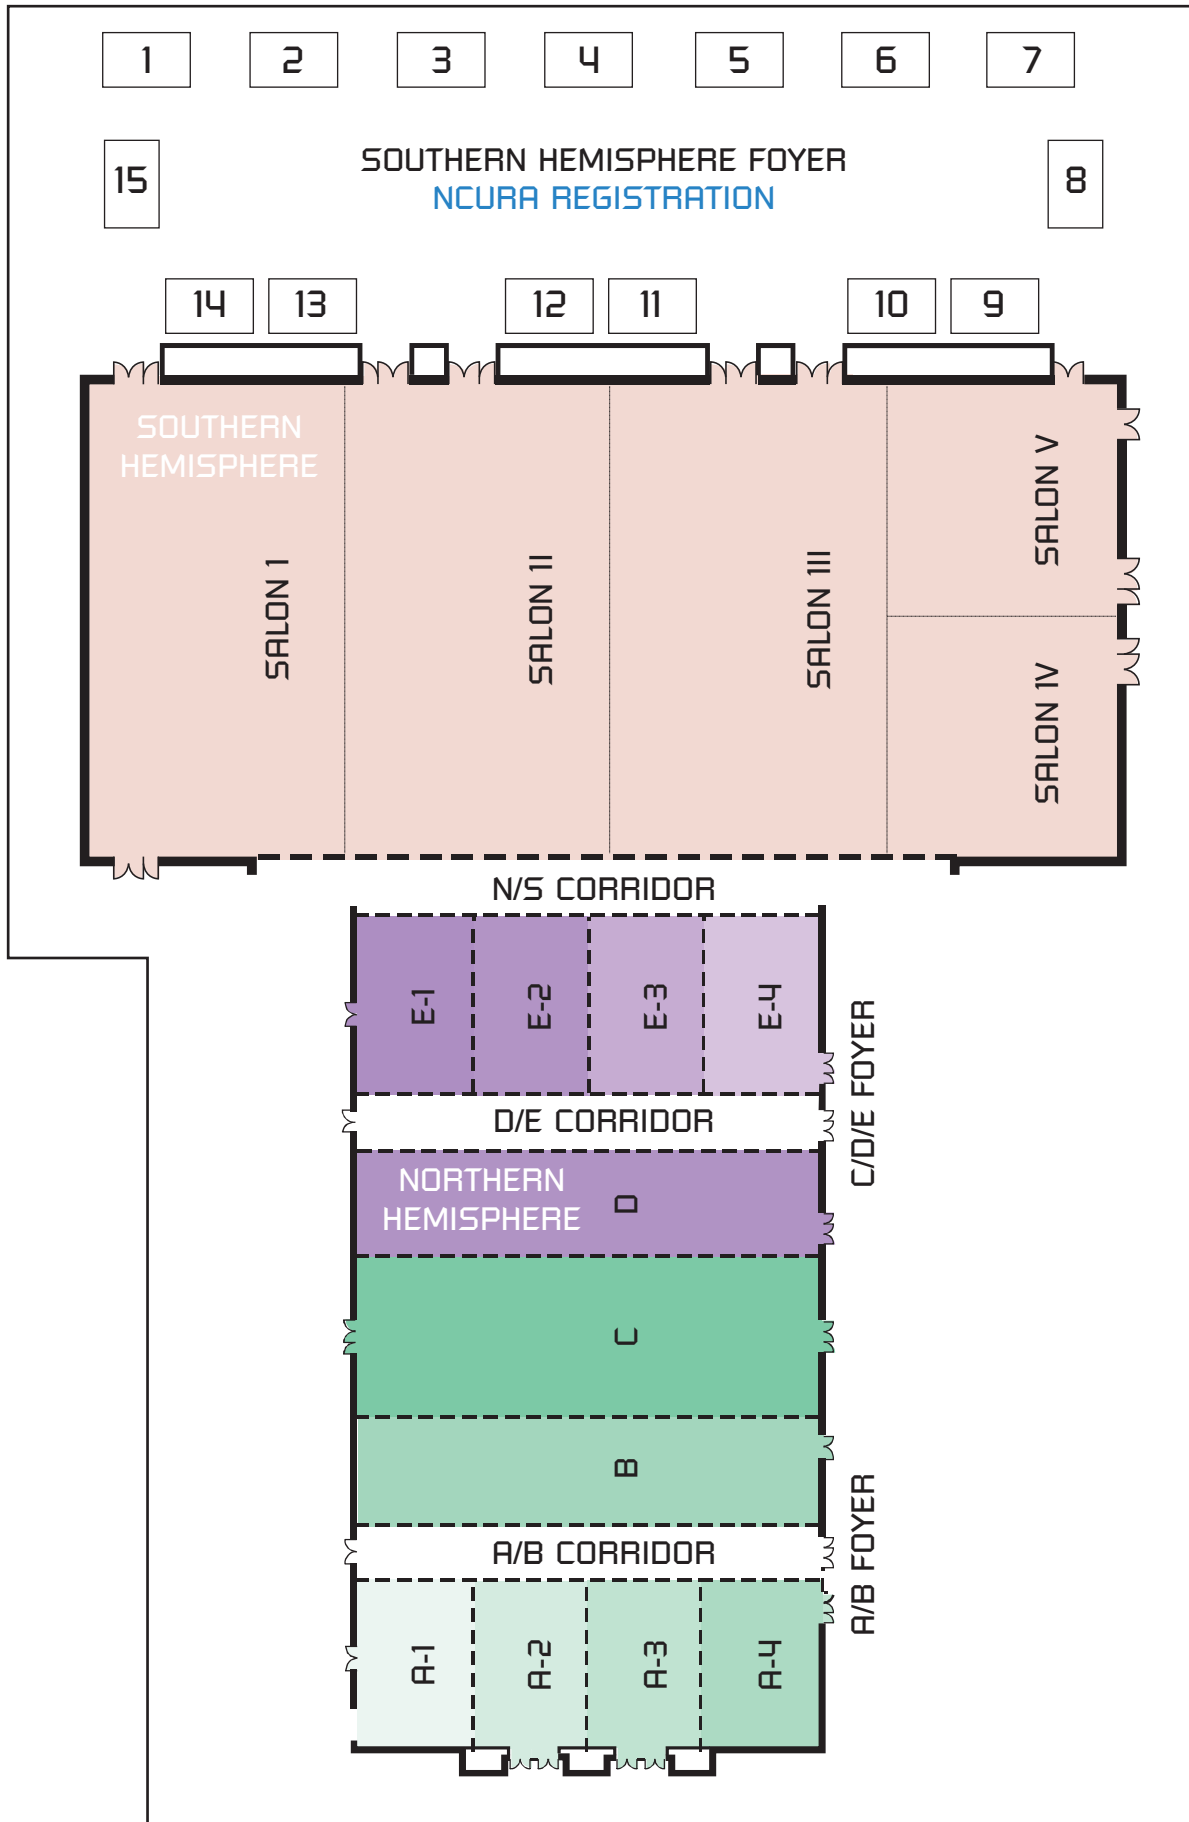 1
2
3
4
5
6
7
15
SOUTHERN HEMISPHERE FOYER
8
NCURA REGISTRATION
14
13
12
11
10
9
SOUTHERN
HEMISPHERE
SALON I
SALON II
SALON III
SALON V
SALON IV
N/S CORRIDOR
E-1
E-2
E-3
E-4
C/D/E FOYER
D/E CORRIDOR
NORTHERN
HEMISPHERE
D
C
B
A/B FOYER
A/B CORRIDOR
A-1
A-2
A-3
A-4